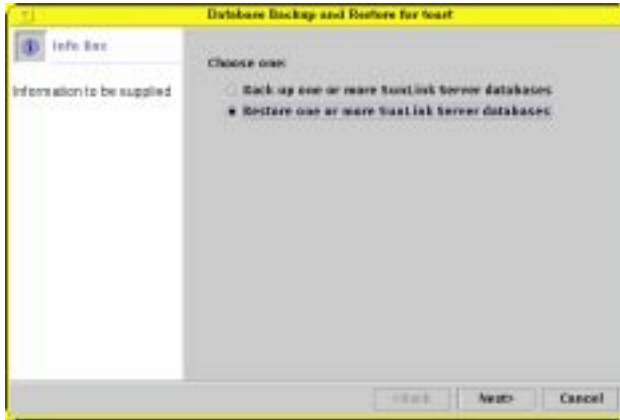 Database Backup and Restore for toast
Info Box
Information to be supplied
Choose one:
Back up one or more SunLink Server databases
Restore one or more SunLink Server databases
<Back
Next>
Cancel